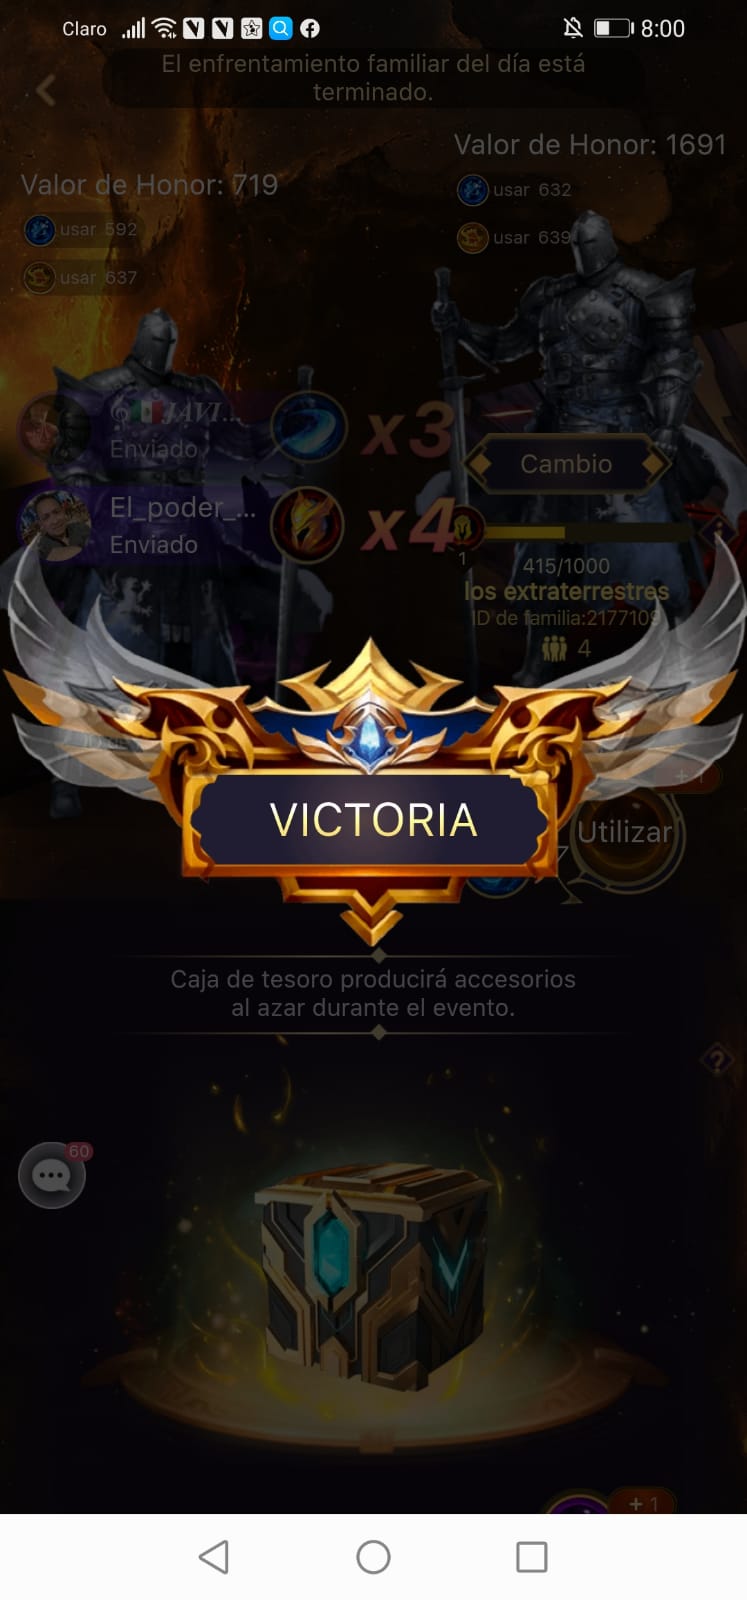 Claro
8:00
El enfrentamiento familiar del día está
terminado.
Valor de Honor: 1691
Valor de Honor: 719
usar 632
usar 592
usar 639
usar 637
JAVI...
Enviado
x3
Cambio
El_poder_...
Enviado
x4
1
415/1000
los extraterrestres
ID de familia:2177109
4
+1
VICTORIA
Utilizar
Caja de tesoro producirá accesorios
al azar durante el evento.
?
60
+1